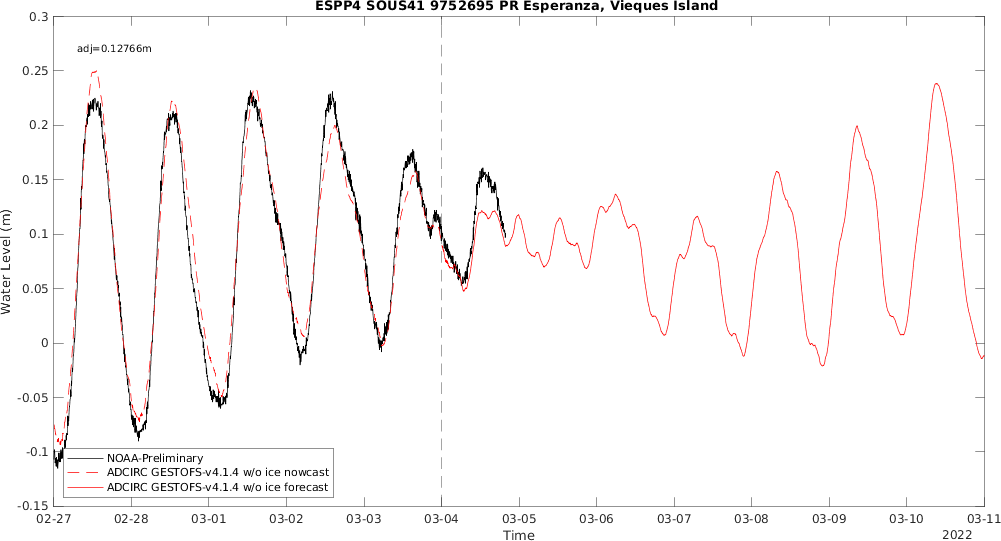 ESPP4 SOUS41 9752695 PR Esperanza, Vieques Island
0.3
adj=0.12766m
0.25
0.2
0.15
0.1
0.05
0
-0.05
-0.1
-0.15
Water Level (m)
NOAA-Preliminary
ADCIRC GESTOFS-v4.1.4 w/o ice nowcast
ADCIRC GESTOFS-v4.1.4 w/o ice forecast
02-27 02-28 03-01 03-02 03-03 03-04 03-05 03-06 03-07 03-08 03-09 03-10 03-11
Time
2022